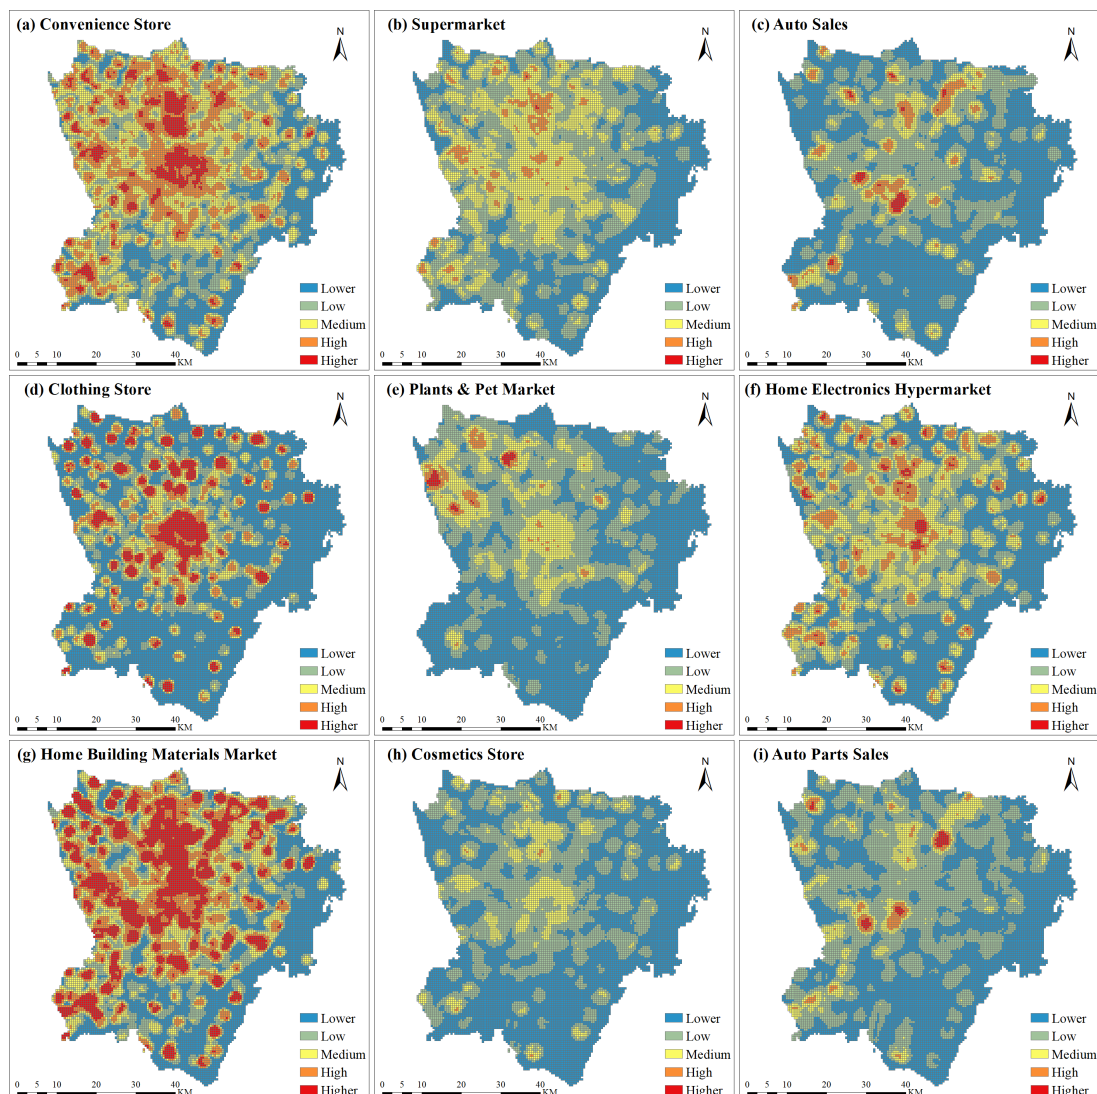 (a) Convenience Store
N
Lower
Low
Medium
High
Higher
0 5 10 20 30 40
KM
(b) Supermarket
N
Lower
Low
Medium
High
Higher
0 5 10 20 30 40
KM
(c) Auto Sales
N
Lower
Low
Medium
High
Higher
0 5 10 20 30 40
KM
(d) Clothing Store
N
Lower
Low
Medium
High
Higher
0 5 10 20 30 40
KM
(e) Plants & Pet Market
N
Lower
Low
Medium
High
Higher
0 5 10 20 30 40
KM
(f) Home Electronics Hypermarket
N
Lower
Low
Medium
High
Higher
0 5 10 20 30 40
KM
(g) Home Building Materials Market
N
Lower
Low
Medium
High
Higher
0 5 10 20 30 40
KM
(h) Cosmetics Store
N
Lower
Low
Medium
High
Higher
0 5 10 20 30 40
KM
(i) Auto Parts Sales
N
Lower
Low
Medium
High
Higher
0 5 10 20 30 40
KM